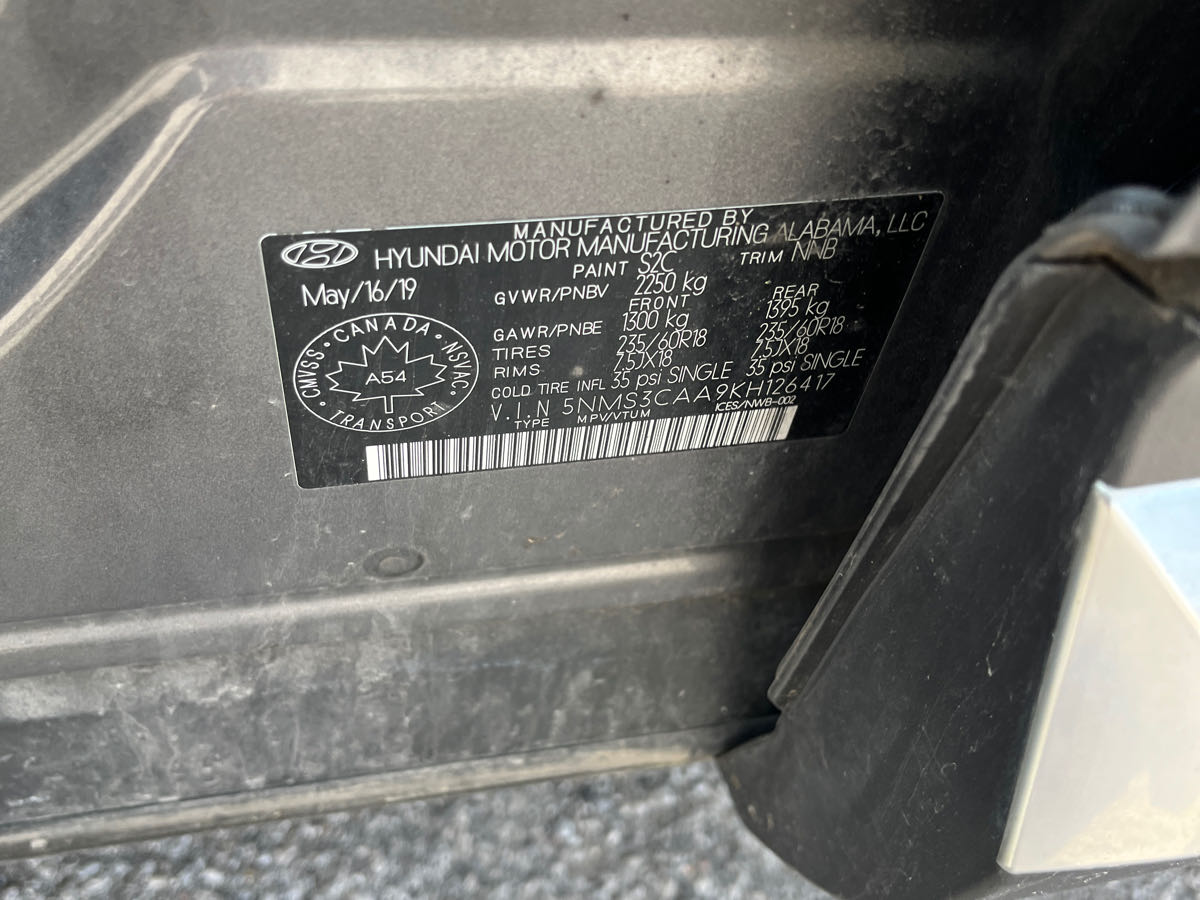 MANUFACTURED BY
HYUNDAI MOTOR MANUFACTURING ALABAMA, LLC
PAINT S2C TRIM NNB
May/16/19
GVWR/PNBV 2250 kg
FRONT REAR
GAWR/PNBE 1300 kg 1395 kg
TIRES 235/60R18 235/60R18
RIMS 7,5JX18 7,5JX18
COLD TIRE INFL 35 psi SINGLE 35 psi SINGLE
V.I.N 5NMS3CAA9KH126417
TYPE MPV/VTUM ICES/NWB-002
CANADA
CMVSS · NSVAC
A54
TRANSPORT